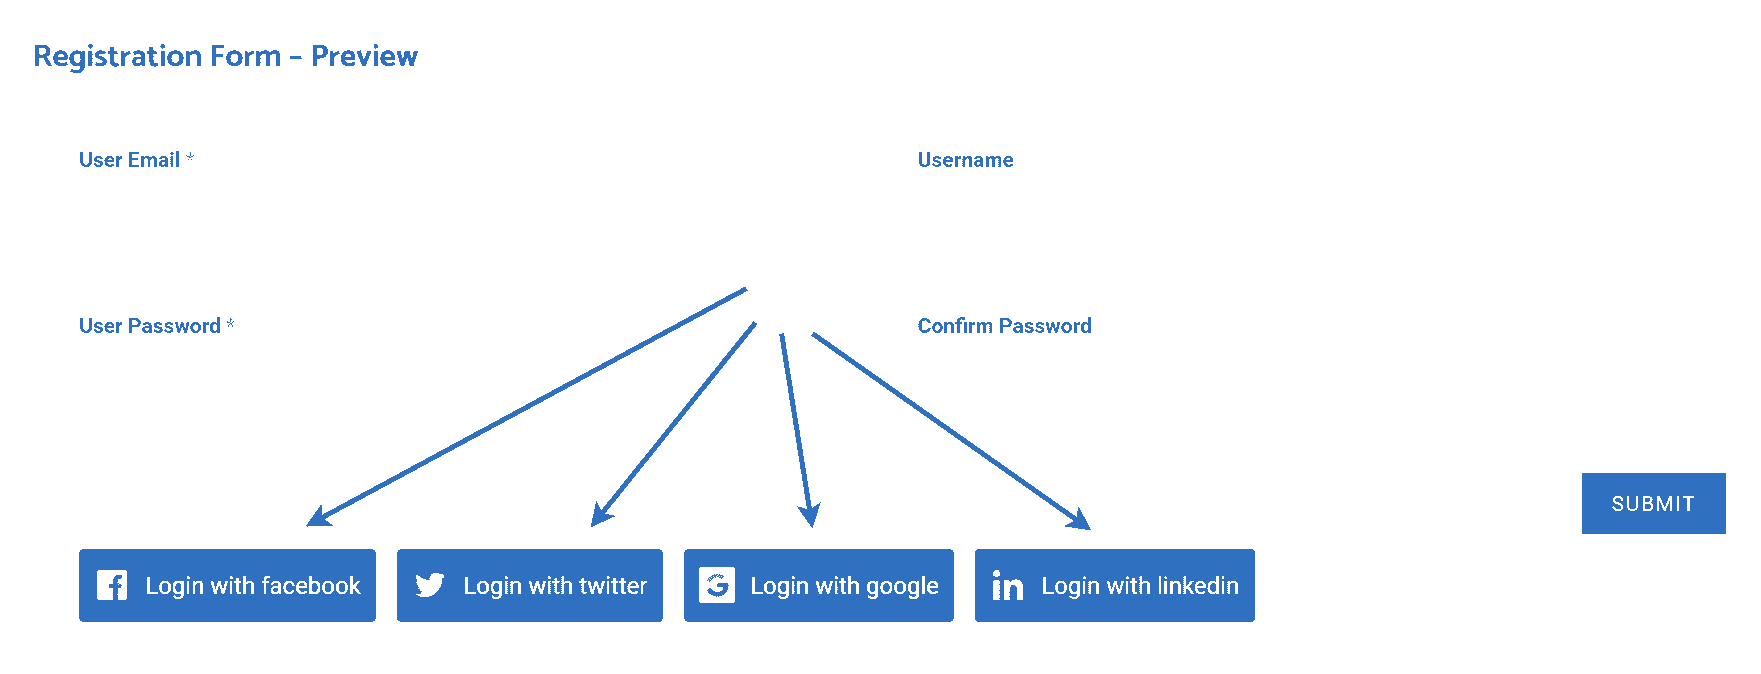 Registration Form – Preview
User Email *
Username
User Password *
Confirm Password
SUBMIT
Login with facebook
Login with twitter
Login with google
Login with linkedin